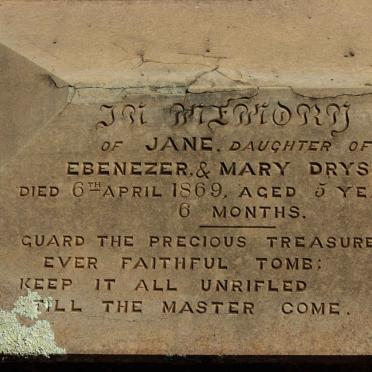 IN MEMORY
OF JANE, DAUGHTER OF
EBENEZER, & MARY DRYS
DIED 6TH APRIL 1869, AGED 5 YE
6 MONTHS.
GUARD THE PRECIOUS TREASURE
EVER FAITHFUL TOMB:
KEEP IT ALL UNRIFLED
TILL THE MASTER COME.